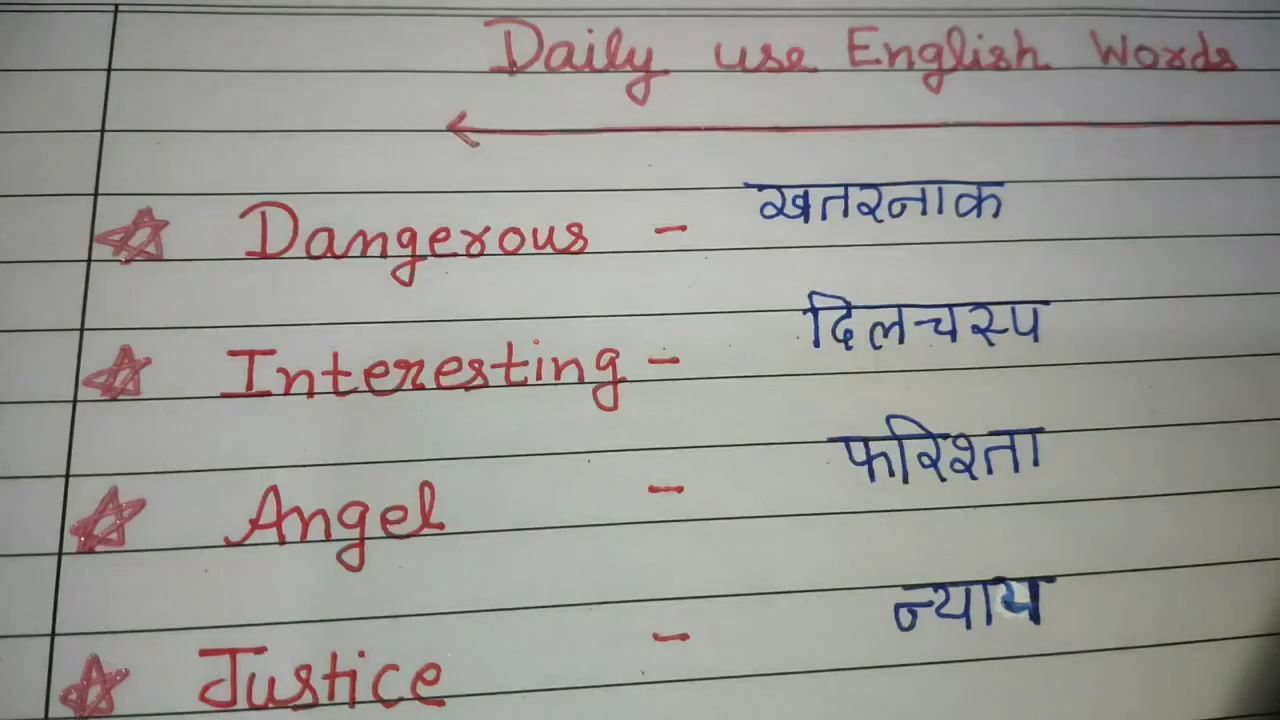 Daily use English Words
Dangerous - खतरनाक
Interesting - दिलचस्प
Angel - फरिश्ता
Justice - न्याय